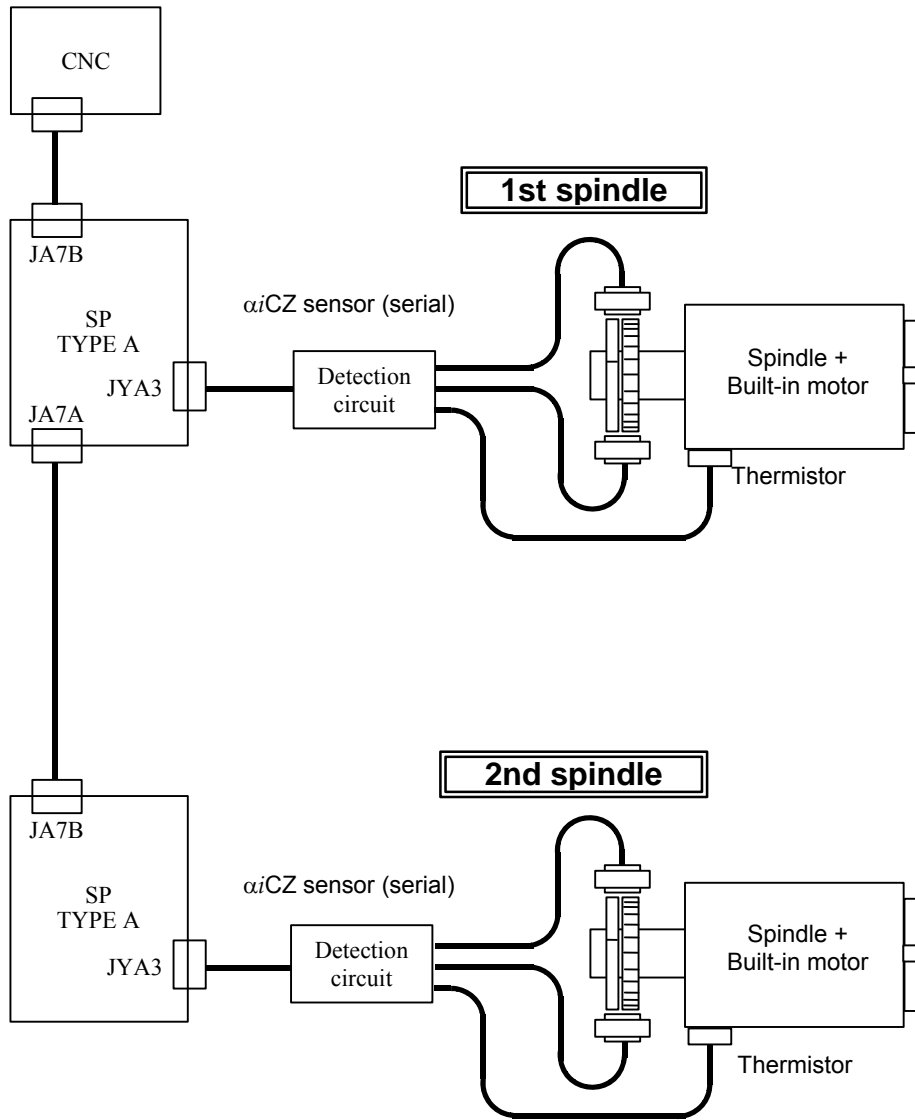 CNC
JA7B
SP
TYPE A
JYA3
JA7A
αiCZ sensor (serial)
Detection
circuit
1st spindle
Spindle +
Built-in motor
Thermistor
JA7B
SP
TYPE A
JYA3
αiCZ sensor (serial)
Detection
circuit
2nd spindle
Spindle +
Built-in motor
Thermistor